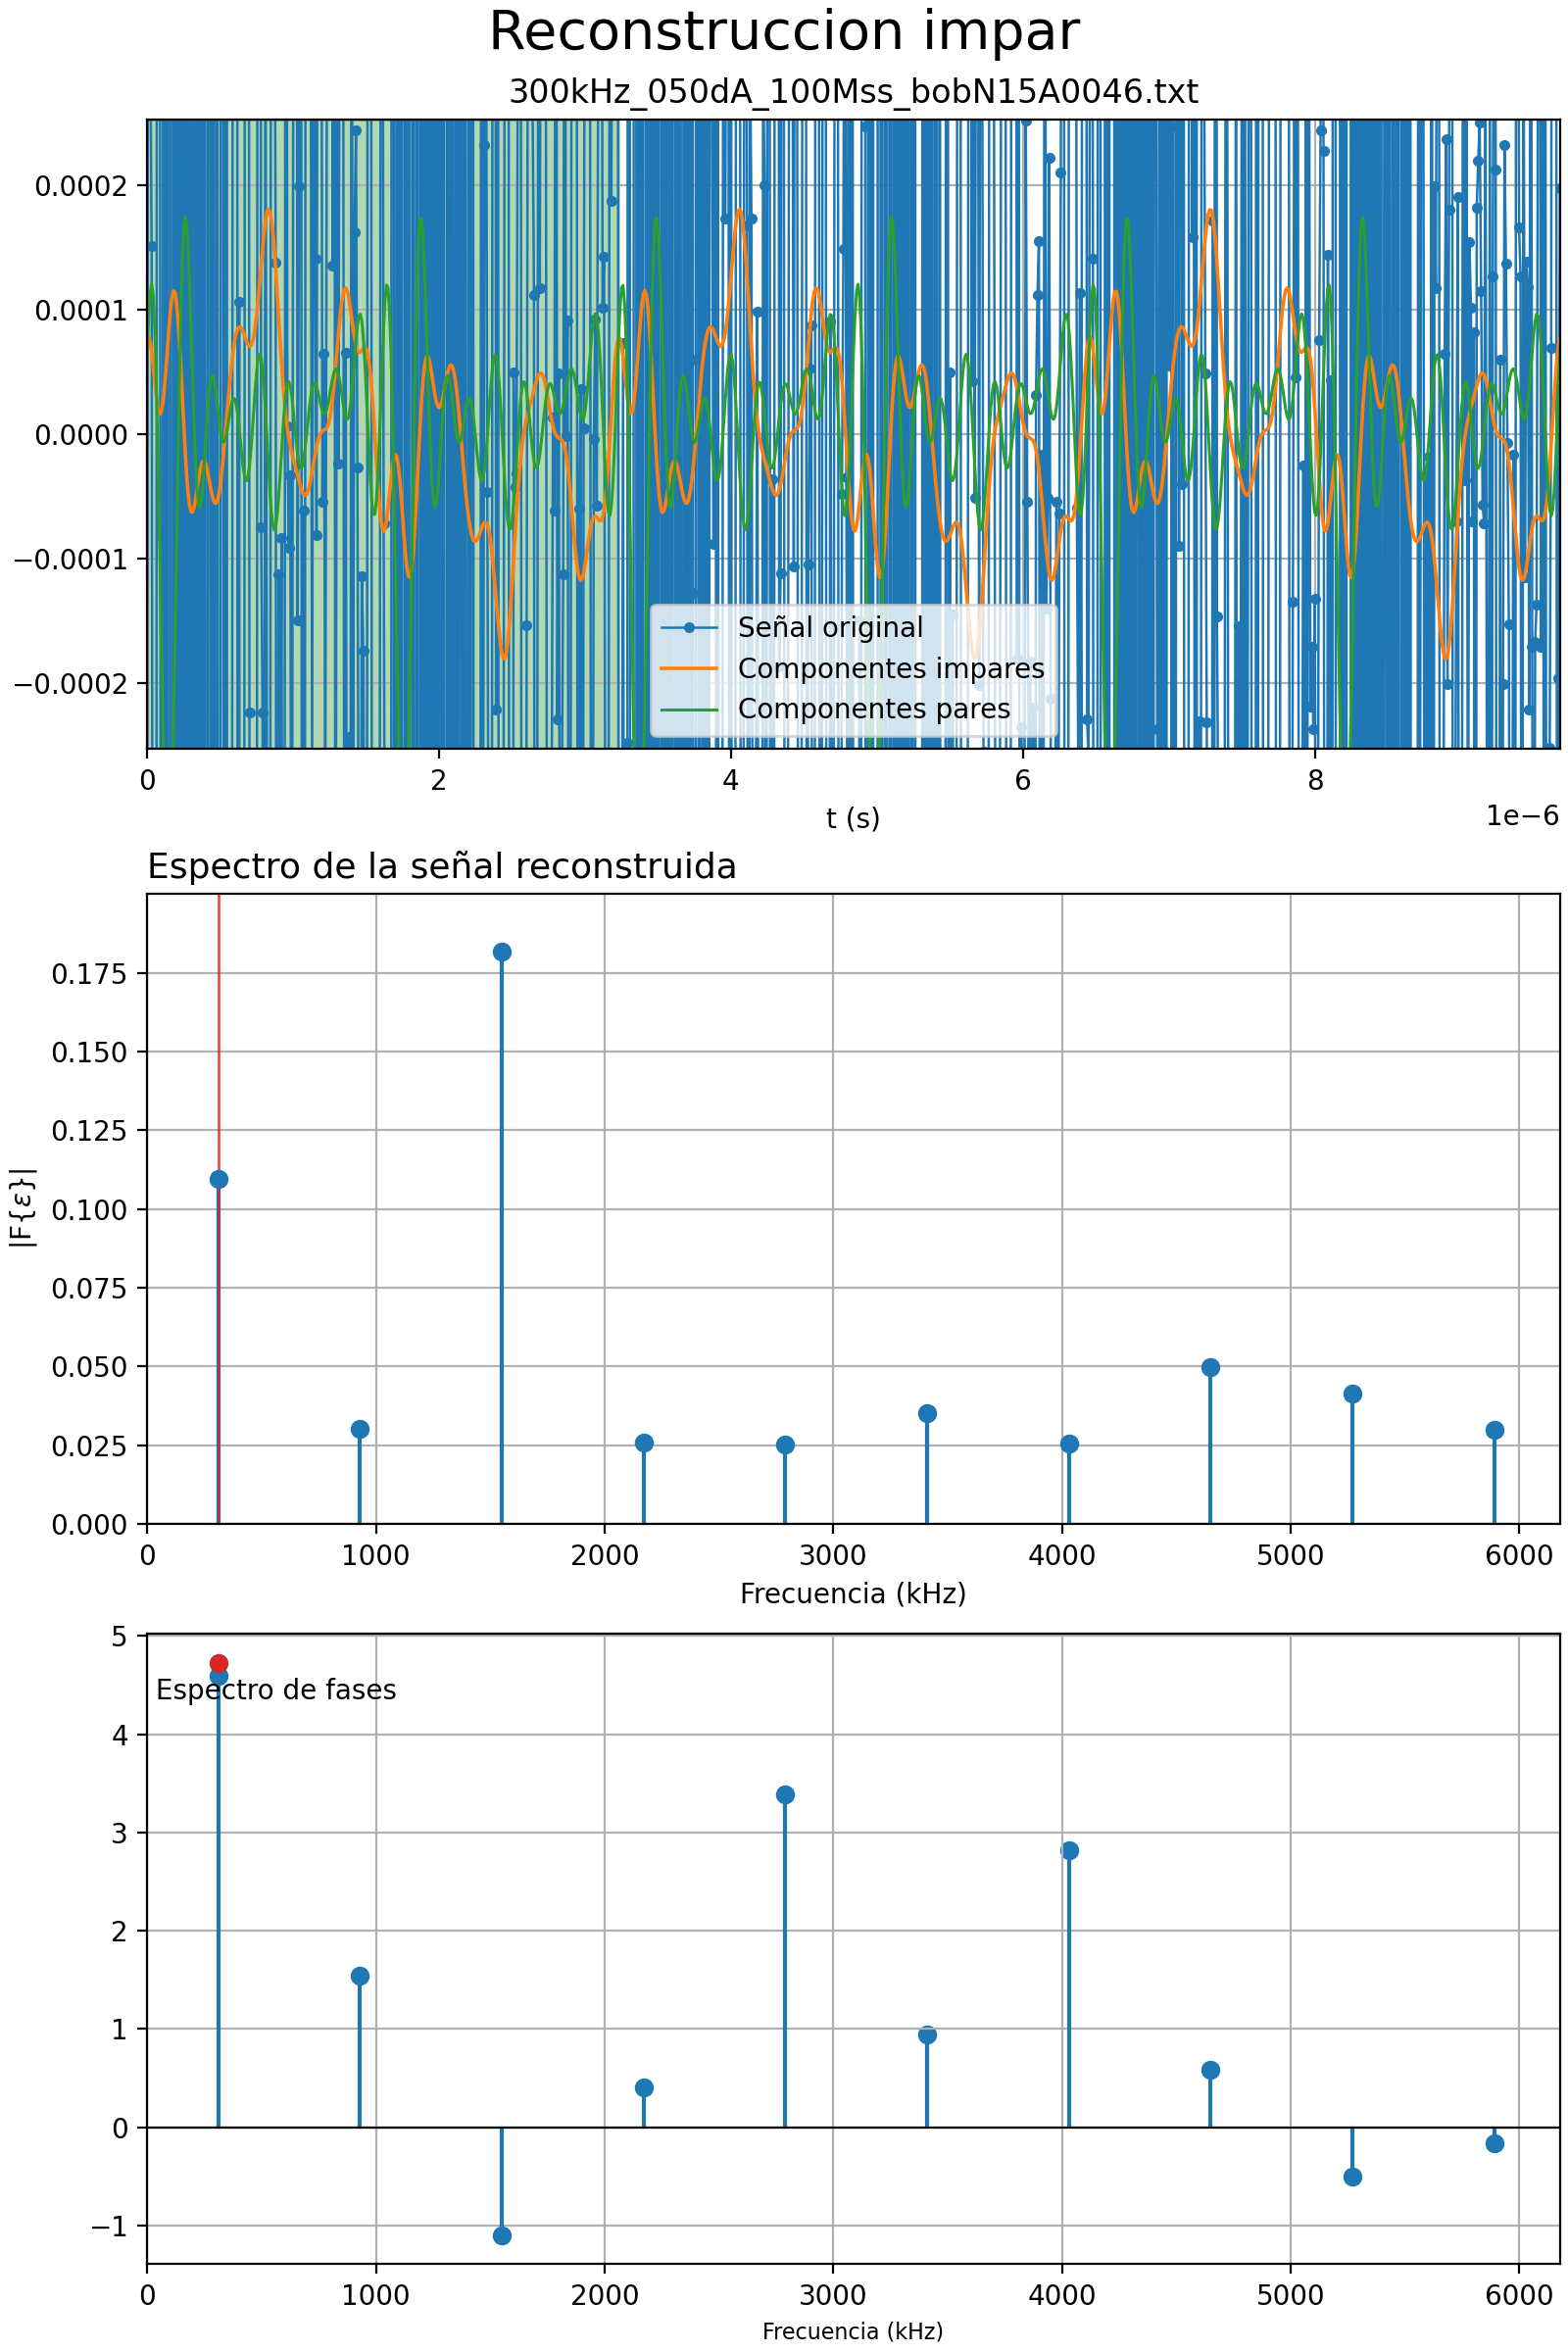 Reconstruccion impar
300kHz_050dA_100Mss_bobN15A0046.txt
0.0002
0.0001
0.0000
−0.0001
−0.0002
Señal original
Componentes impares
Componentes pares
0 2 4 6 8
1e−6
t (s)
Espectro de la señal reconstruida
0.175
0.150
0.125
0.100
0.075
0.050
0.025
0.000
|F{ε}|
0 1000 2000 3000 4000 5000 6000
Frecuencia (kHz)
5
Espectro de fases
4
3
2
1
0
−1
0 1000 2000 3000 4000 5000 6000
Frecuencia (kHz)